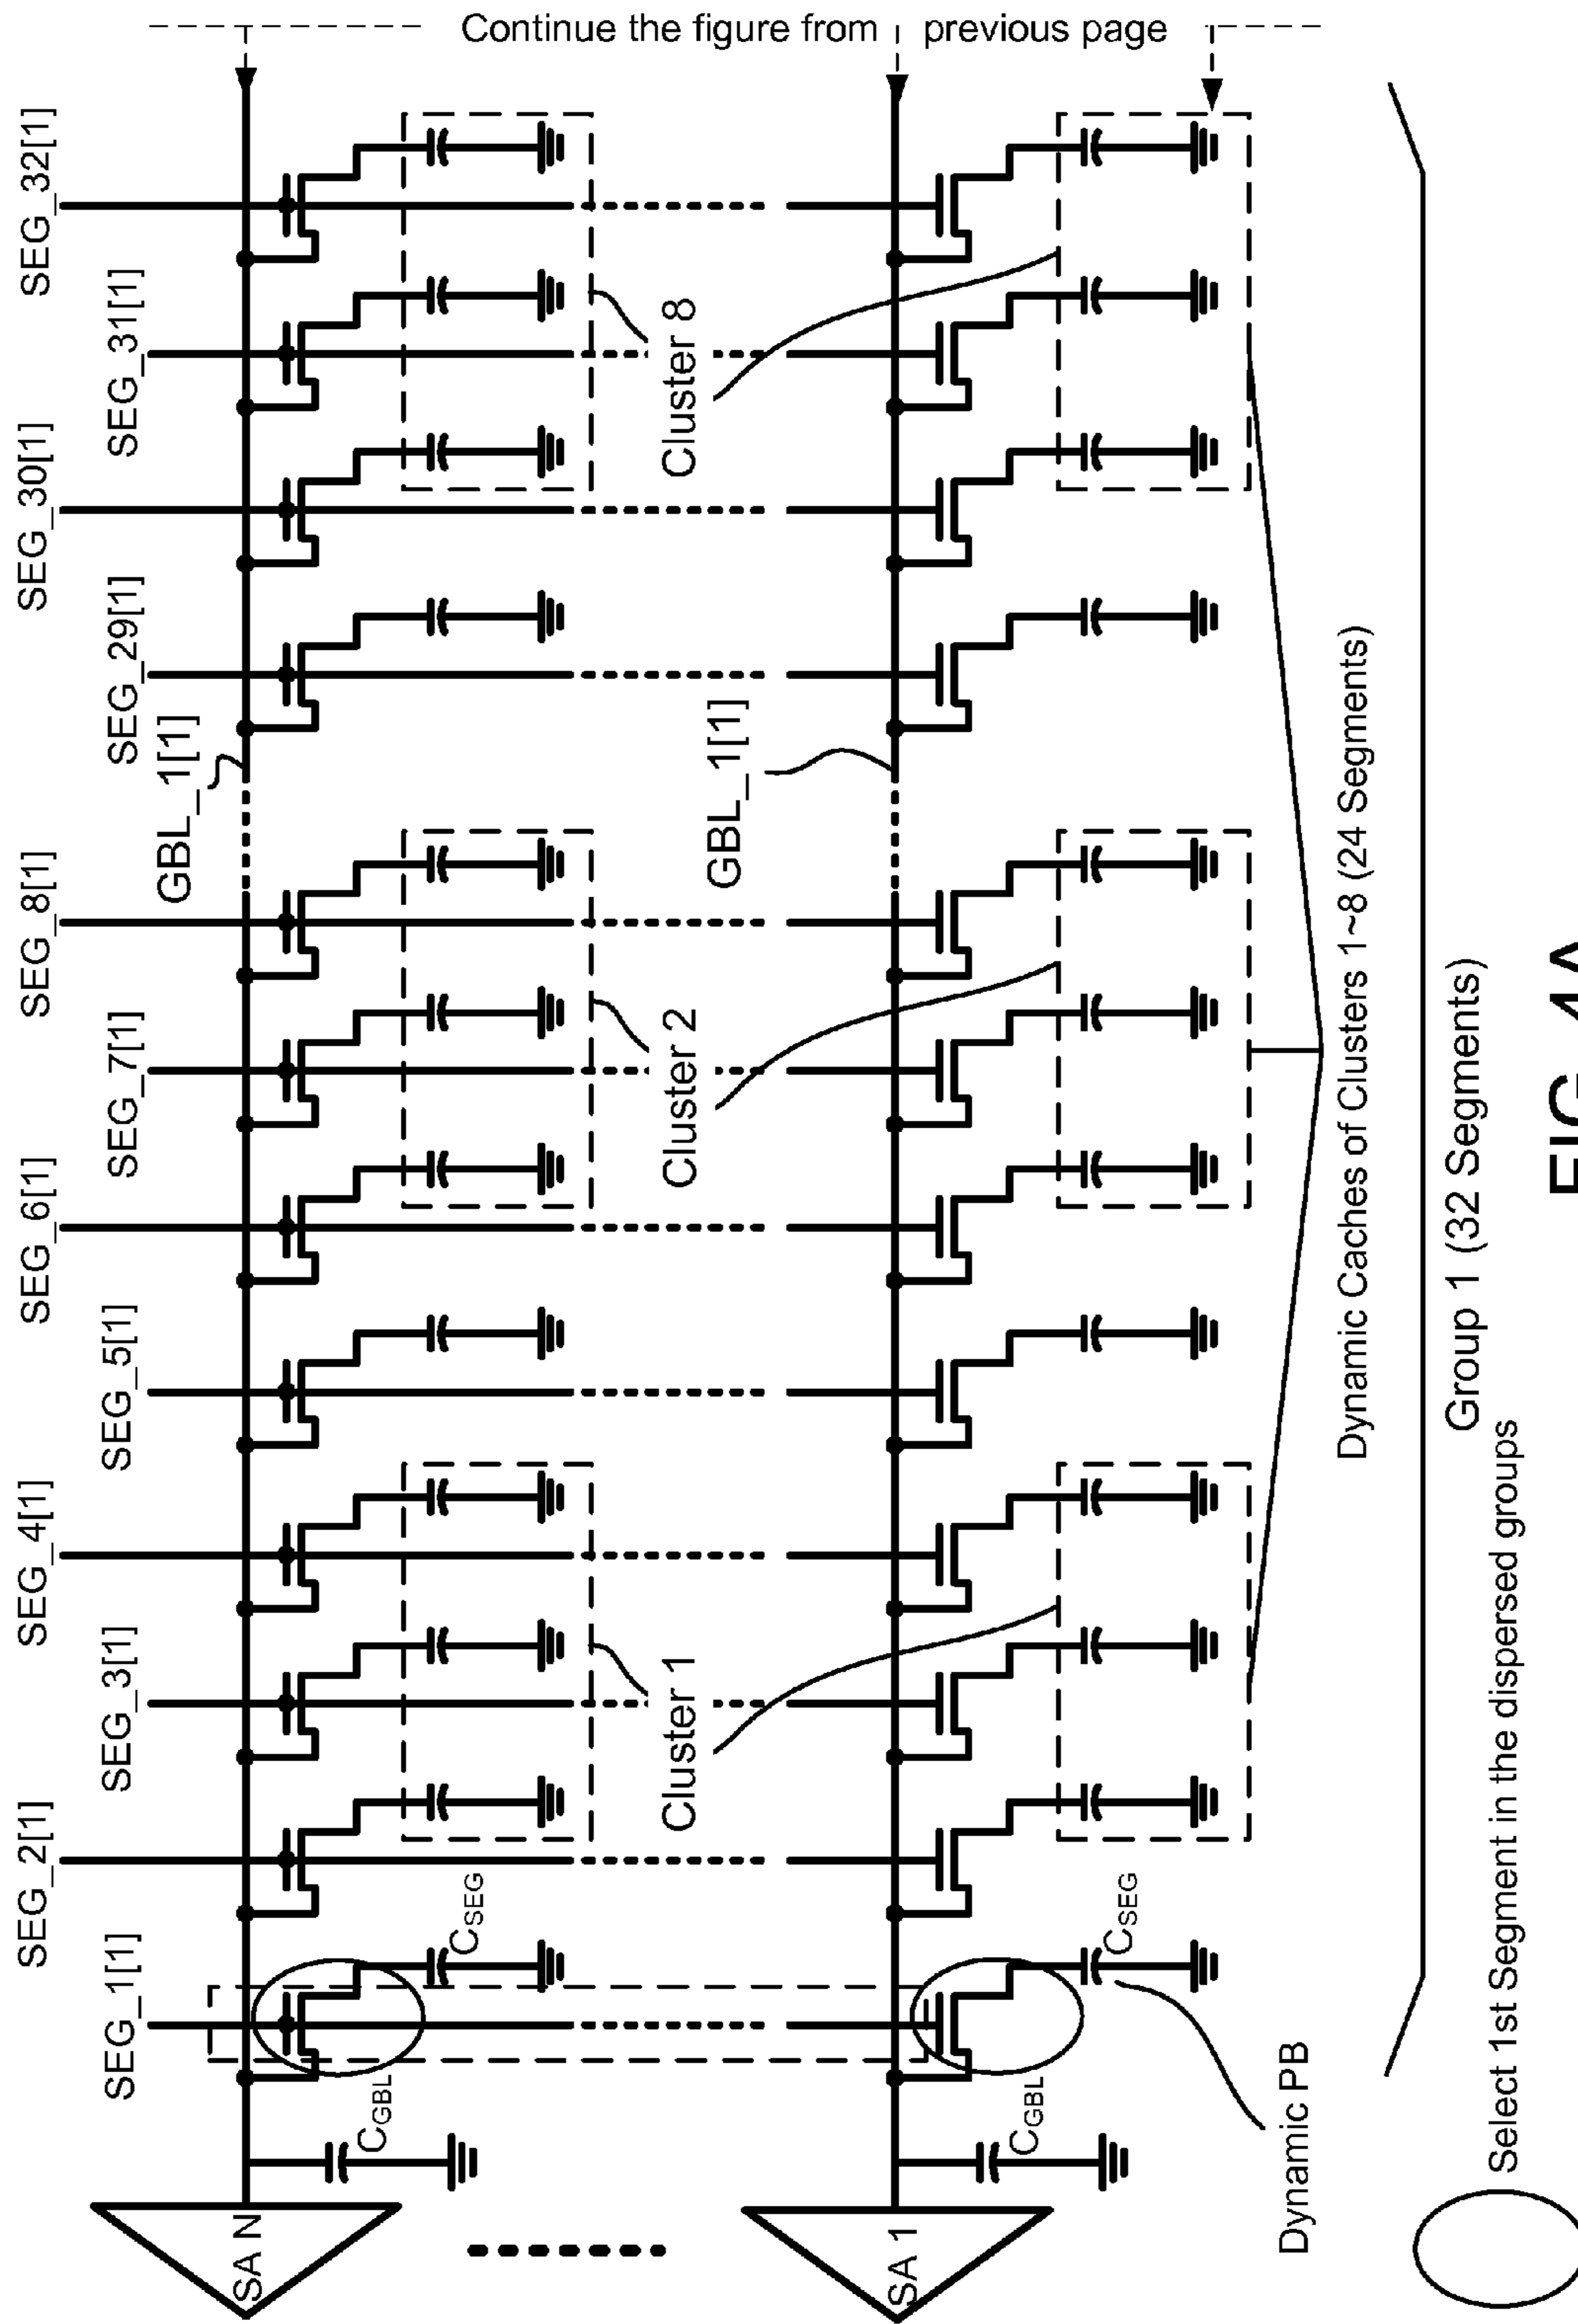 Continue the figure from previous page
SEG_1[1]
SEG_2[1]
SEG_3[1]
SEG_4[1]
SEG_5[1]
SEG_6[1]
SEG_7[1]
SEG_8[1]
SEG_29[1]
SEG_30[1]
SEG_31[1]
SEG_32[1]
GBL_1[1]
SA N
CGBL
CSEG
Cluster 1
Cluster 2
Cluster 8
GBL_1[1]
SA 1
CGBL
CSEG
Dynamic PB
Dynamic Caches of Clusters 1~8 (24 Segments)
Group 1 (32 Segments)
Select 1st Segment in the dispersed groups